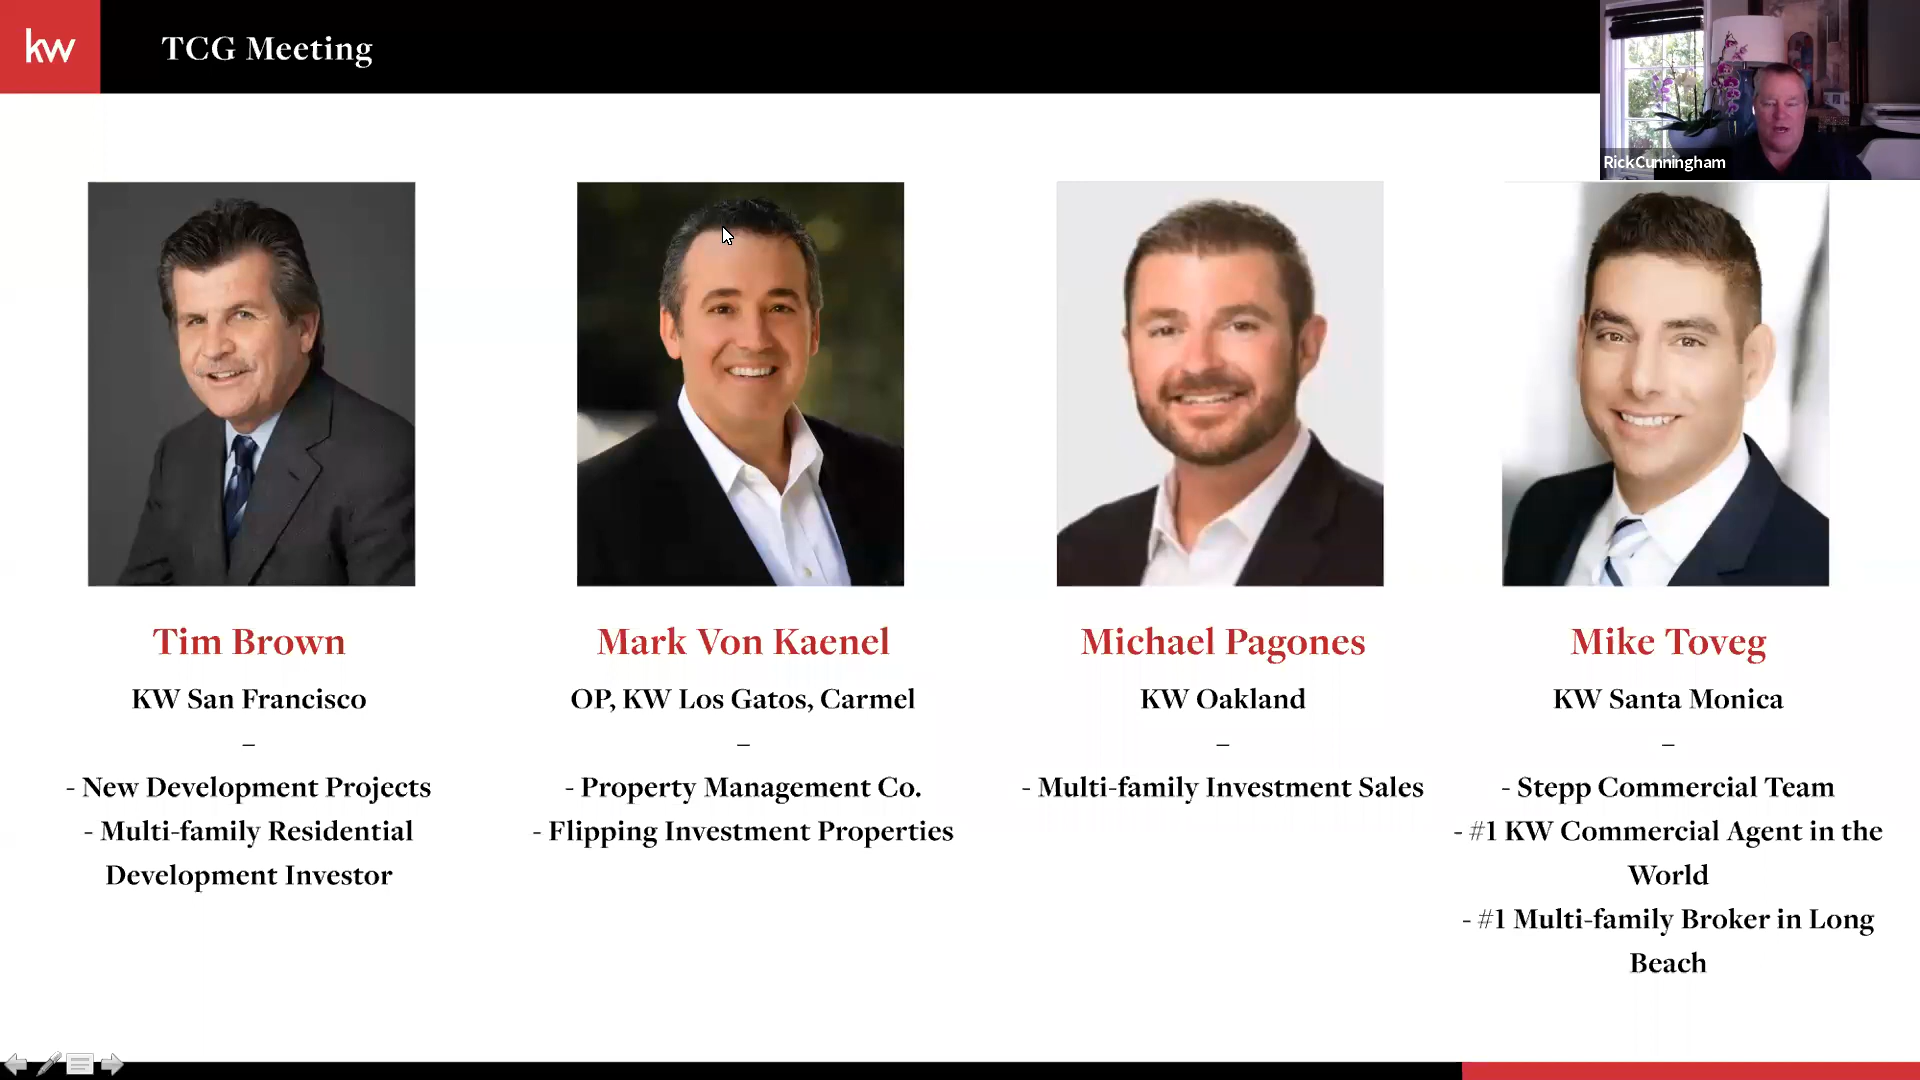 kw
TCG Meeting
RickCunningham
Tim Brown
KW San Francisco
–
- New Development Projects
- Multi-family Residential
Development Investor
Mark Von Kaenel
OP, KW Los Gatos, Carmel
–
- Property Management Co.
- Flipping Investment Properties
Michael Pagones
KW Oakland
–
- Multi-family Investment Sales
Mike Toveg
KW Santa Monica
–
- Stepp Commercial Team
- #1 KW Commercial Agent in the
World
- #1 Multi-family Broker in Long
Beach